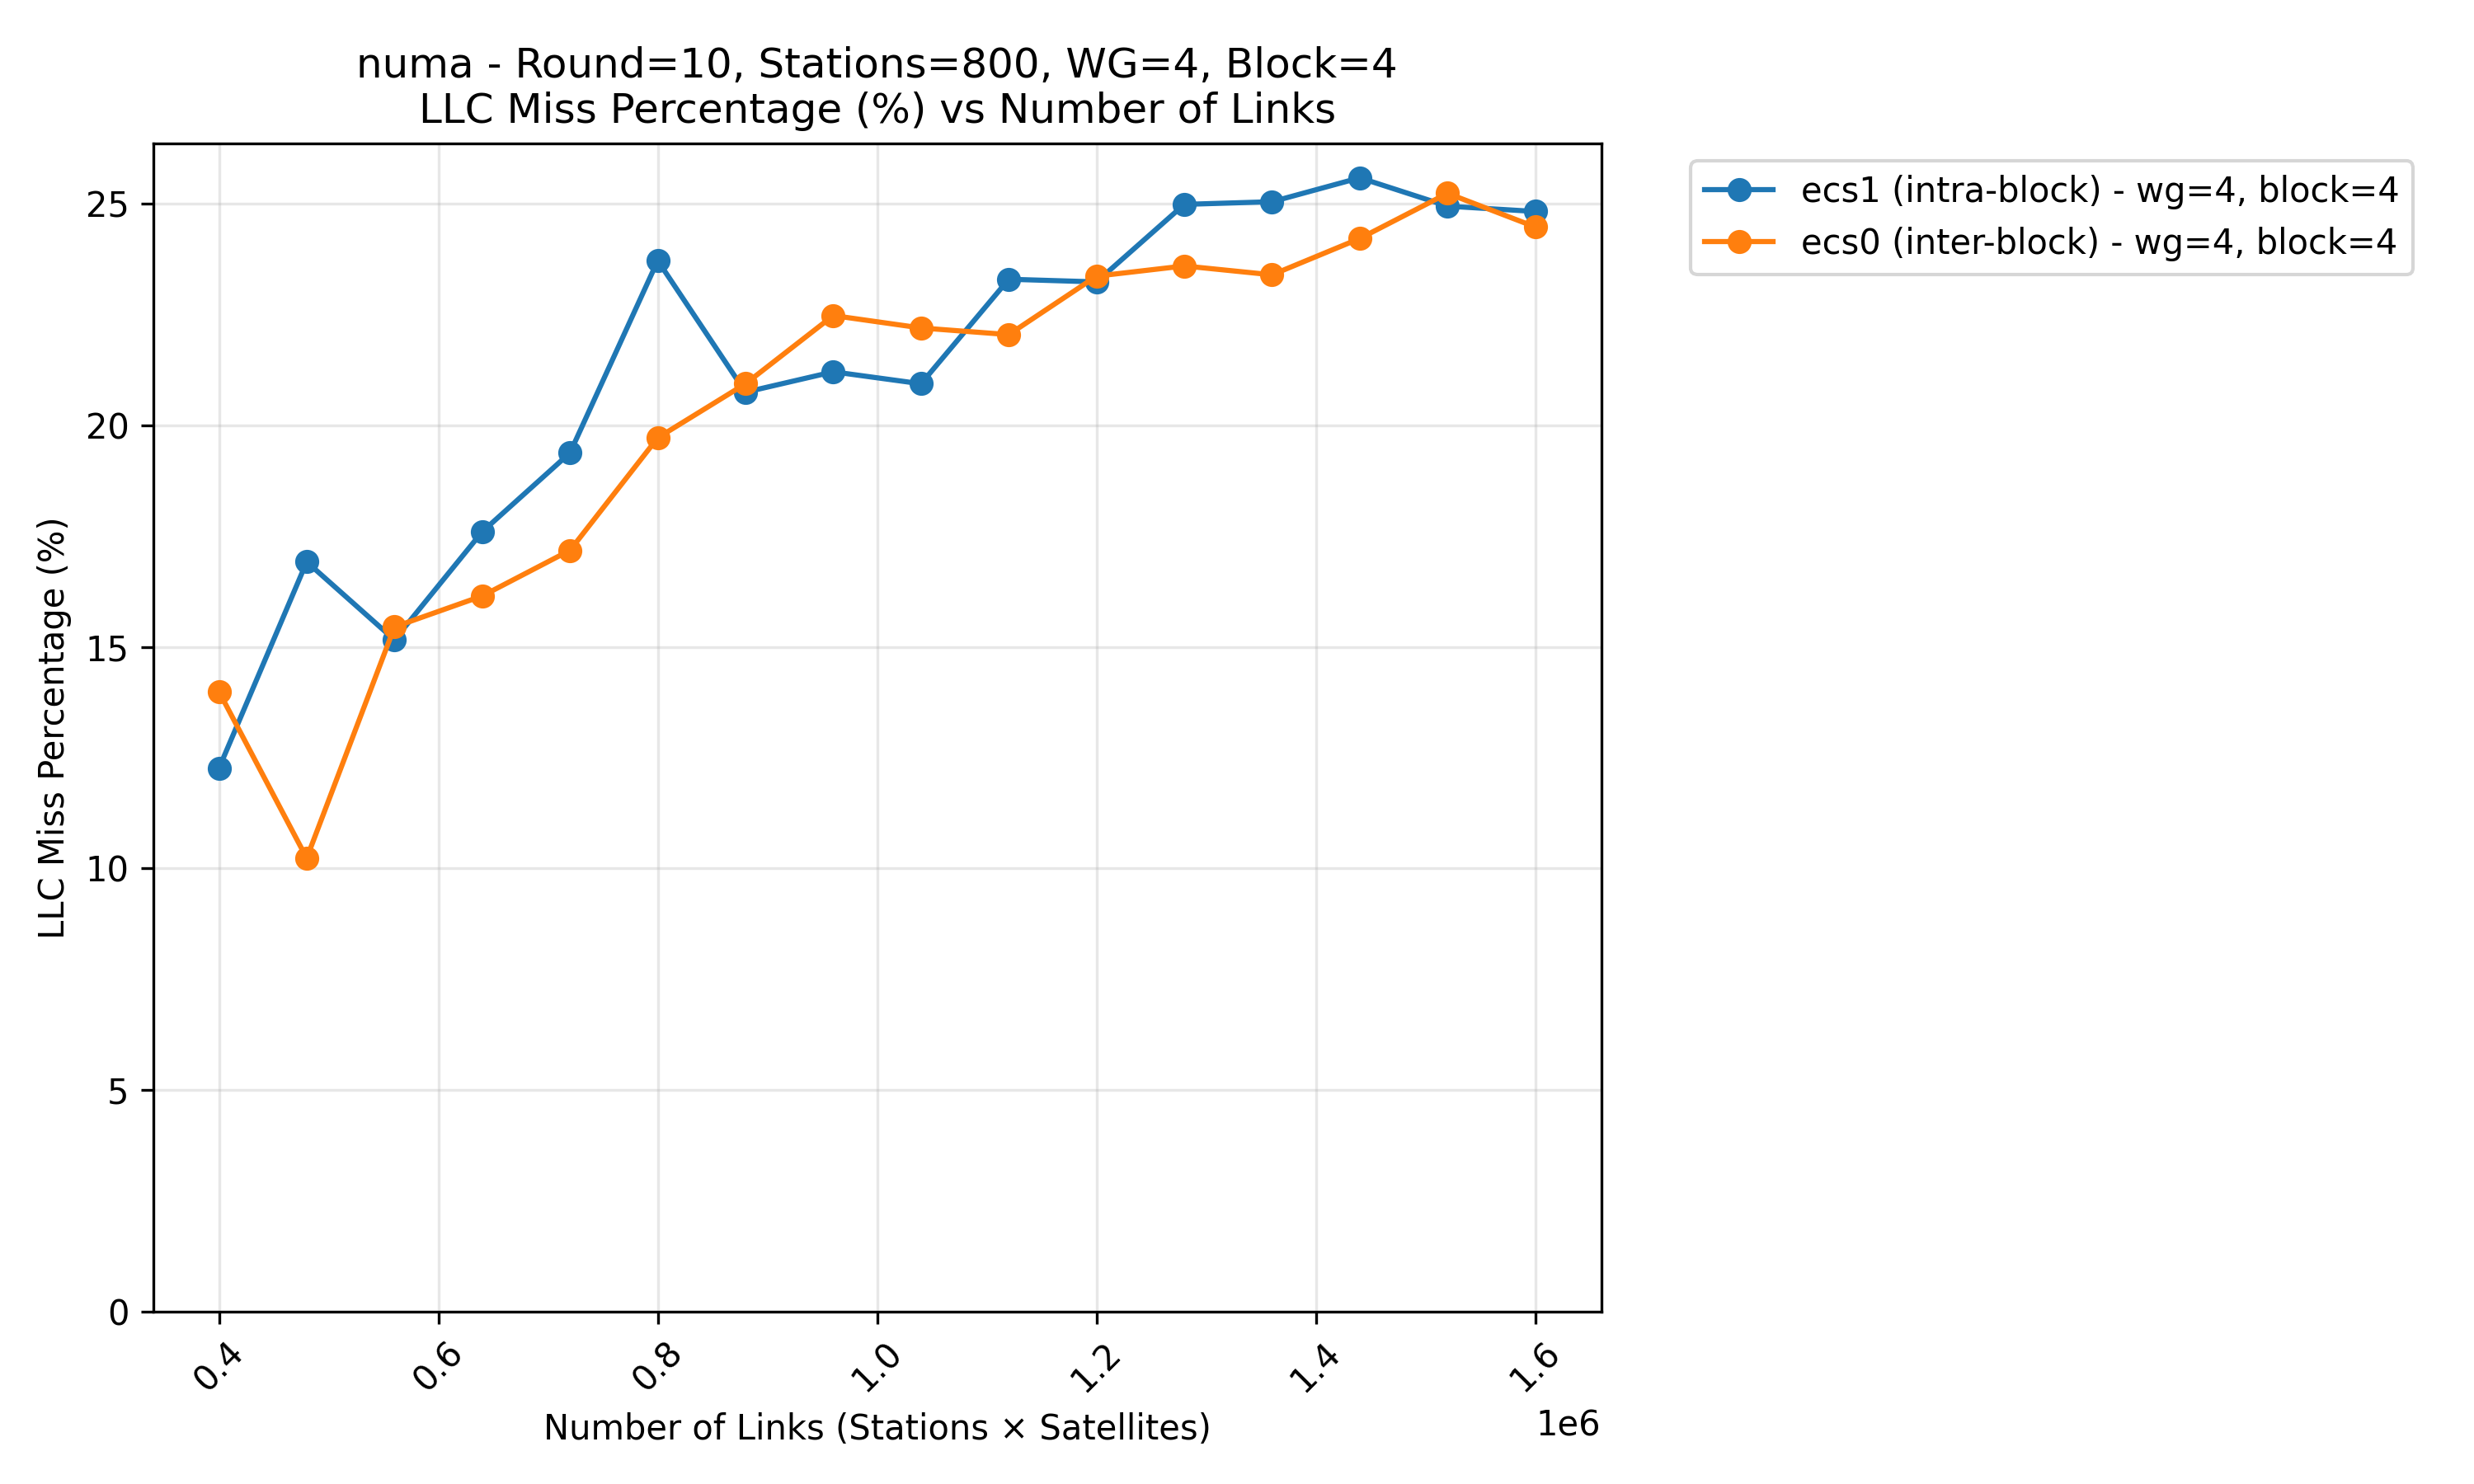 numa - Round=10, Stations=800, WG=4, Block=4
LLC Miss Percentage (%) vs Number of Links
ecs1 (intra-block) - wg=4, block=4
ecs0 (inter-block) - wg=4, block=4
LLC Miss Percentage (%)
25
20
15
10
5
0
0.4
0.6
0.8
1.0
1.2
1.4
1.6
1e6
Number of Links (Stations × Satellites)